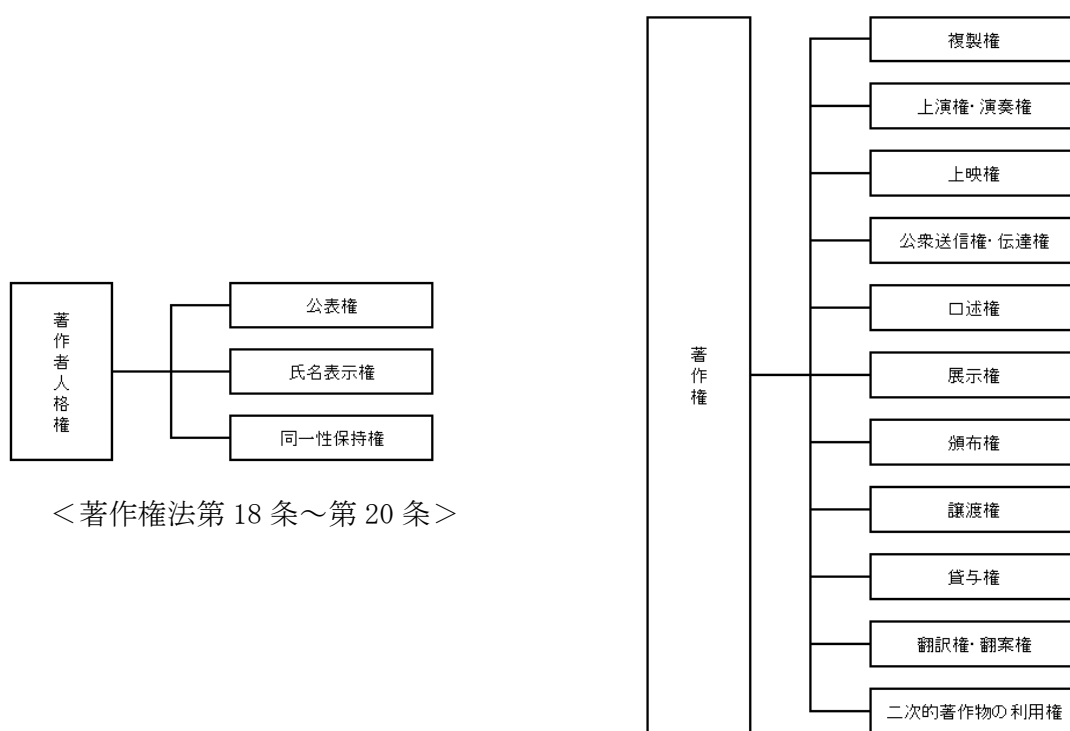 著作者人格権
公表権
氏名表示権
同一性保持権
＜著作権法第 18 条～第 20 条＞
著作権
複製権
上演権･演奏権
上映権
公衆送信権･伝達権
口述権
展示権
頒布権
譲渡権
貸与権
翻訳権･翻案権
二次的著作物の利用権